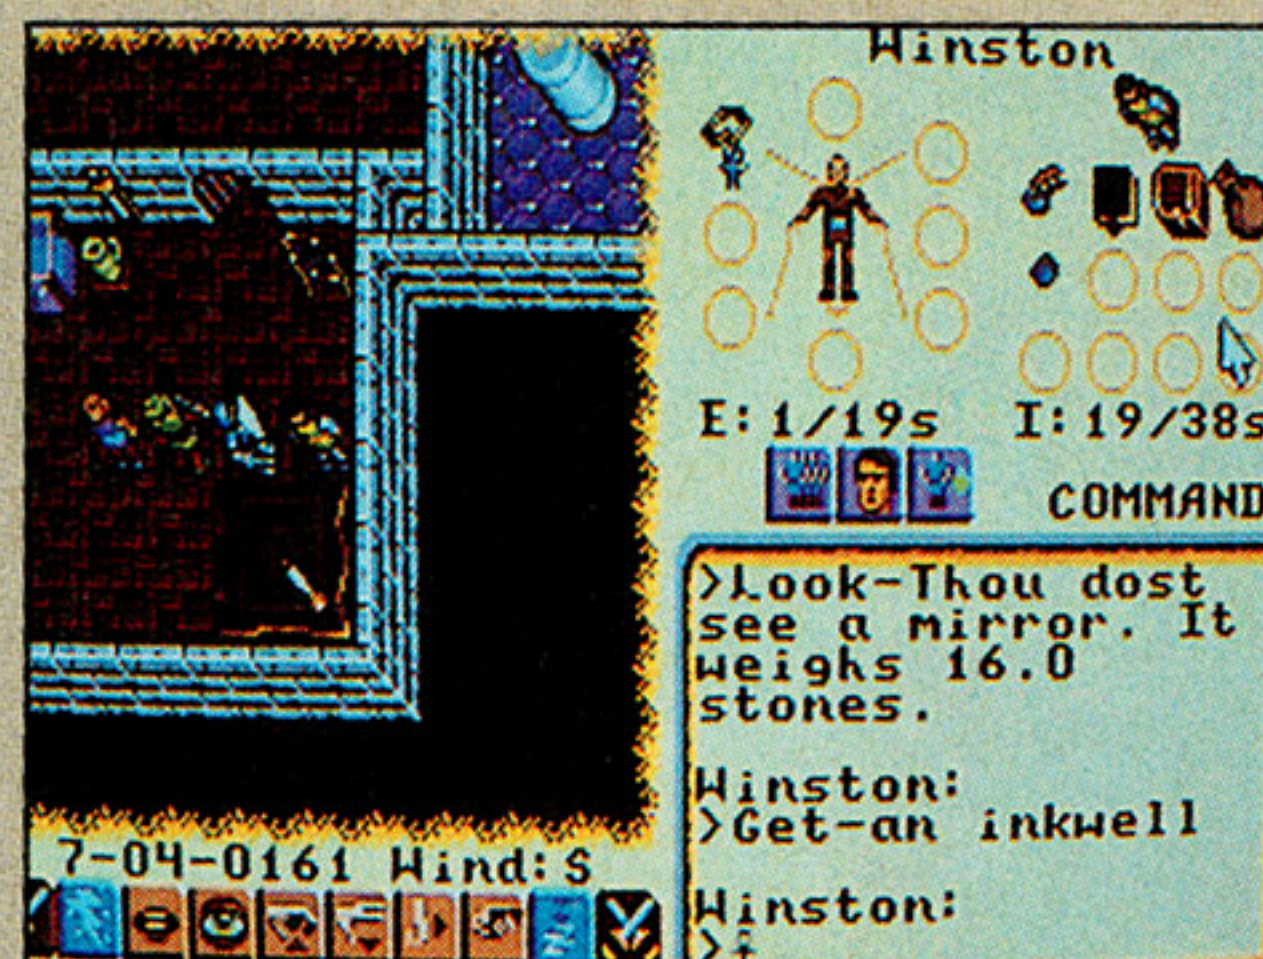 Winston
E: 1/19s I: 19/38s
COMMAND
>Look-Thou dost
see a mirror. It
weighs 16.0
stones.
Winston:
>Get-an inkwell
Winston:
>
7-04-0161 Wind:S